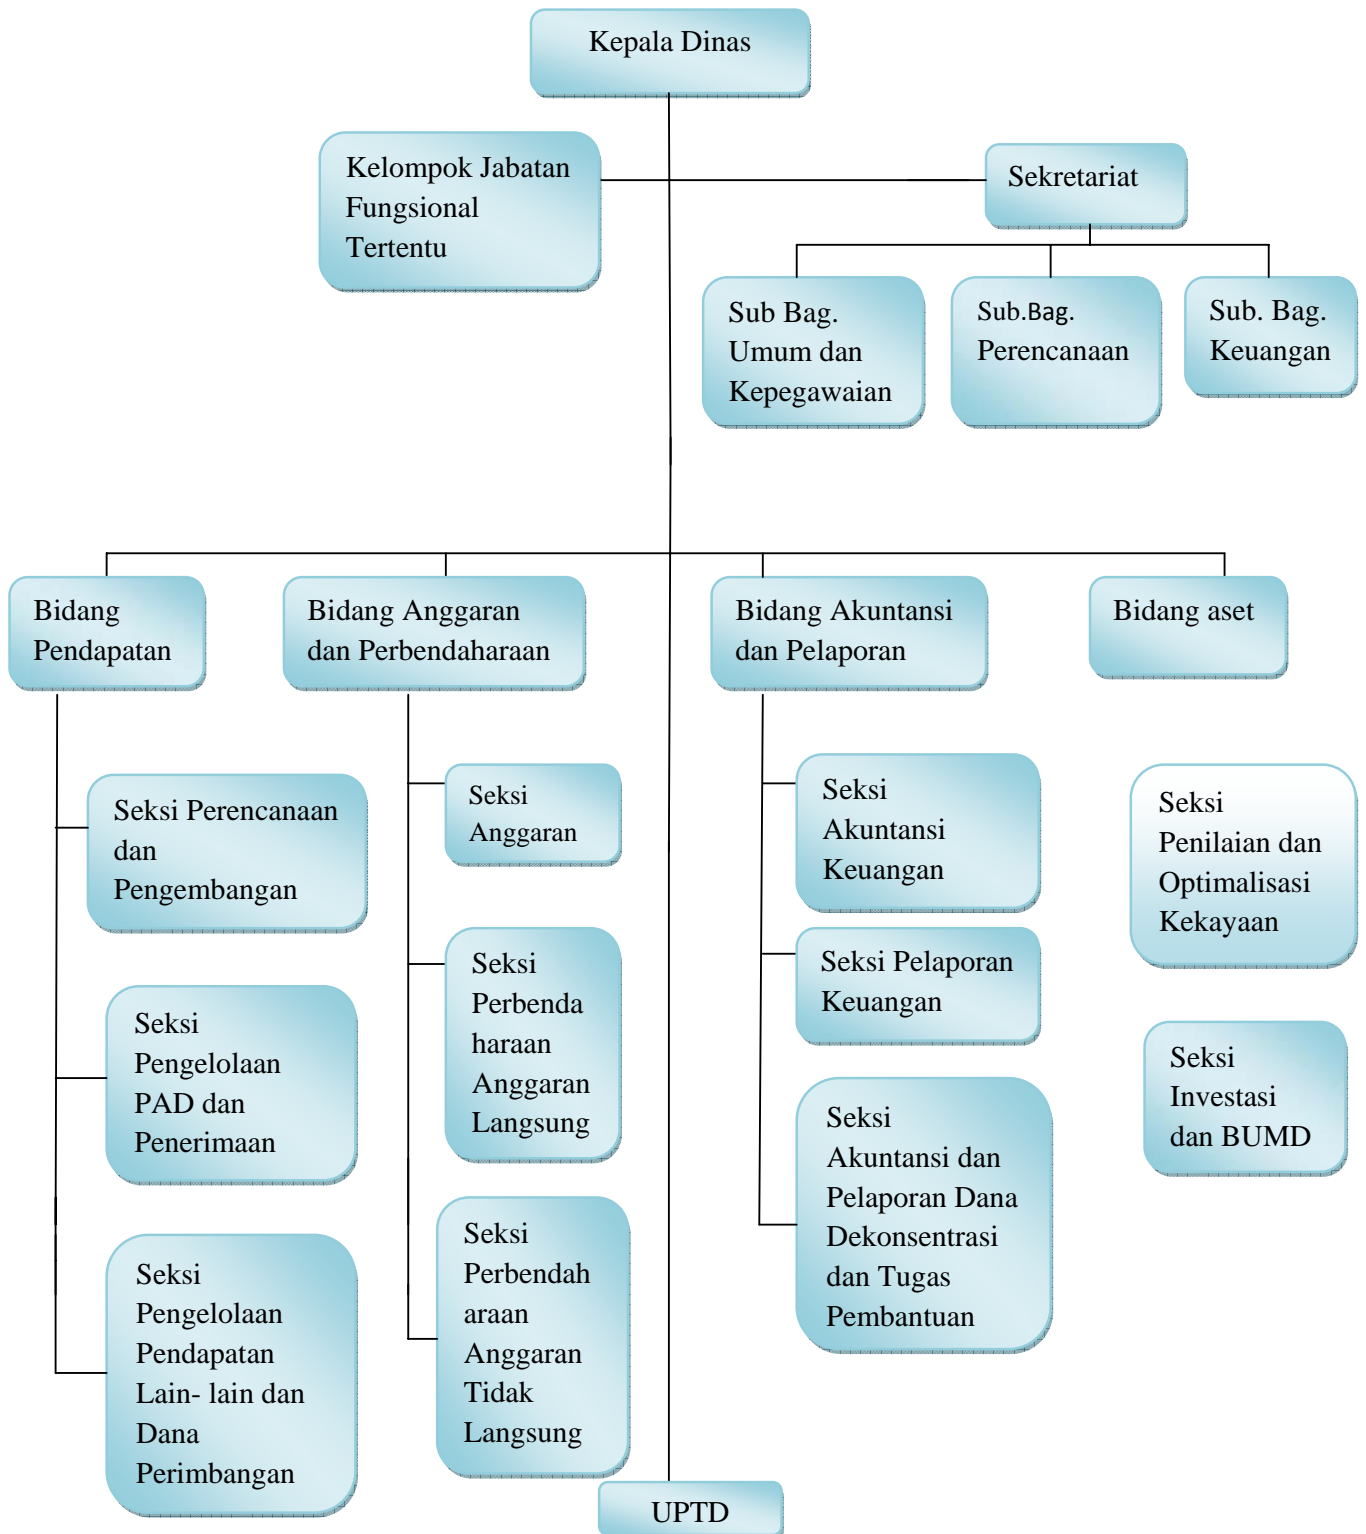 Kepala Dinas
Kelompok Jabatan
Fungsional
Tertentu
Sekretariat
Sub Bag.
Umum dan
Kepegawaian
Sub.Bag.
Perencanaan
Sub. Bag.
Keuangan
Bidang
Pendapatan
Bidang Anggaran
dan Perbendaharaan
Bidang Akuntansi
dan Pelaporan
Bidang aset
Seksi Perencanaan
dan
Pengembangan
Seksi
Pengelolaan
PAD dan
Penerimaan
Seksi
Pengelolaan
Pendapatan
Lain- lain dan
Dana
Perimbangan
Seksi
Anggaran
Seksi
Perbenda
haraan
Anggaran
Langsung
Seksi
Perbendah
araan
Anggaran
Tidak
Langsung
Seksi
Akuntansi
Keuangan
Seksi Pelaporan
Keuangan
Seksi
Akuntansi dan
Pelaporan Dana
Dekonsentrasi
dan Tugas
Pembantuan
Seksi
Penilaian dan
Optimalisasi
Kekayaan
Seksi
Investasi
dan BUMD
UPTD